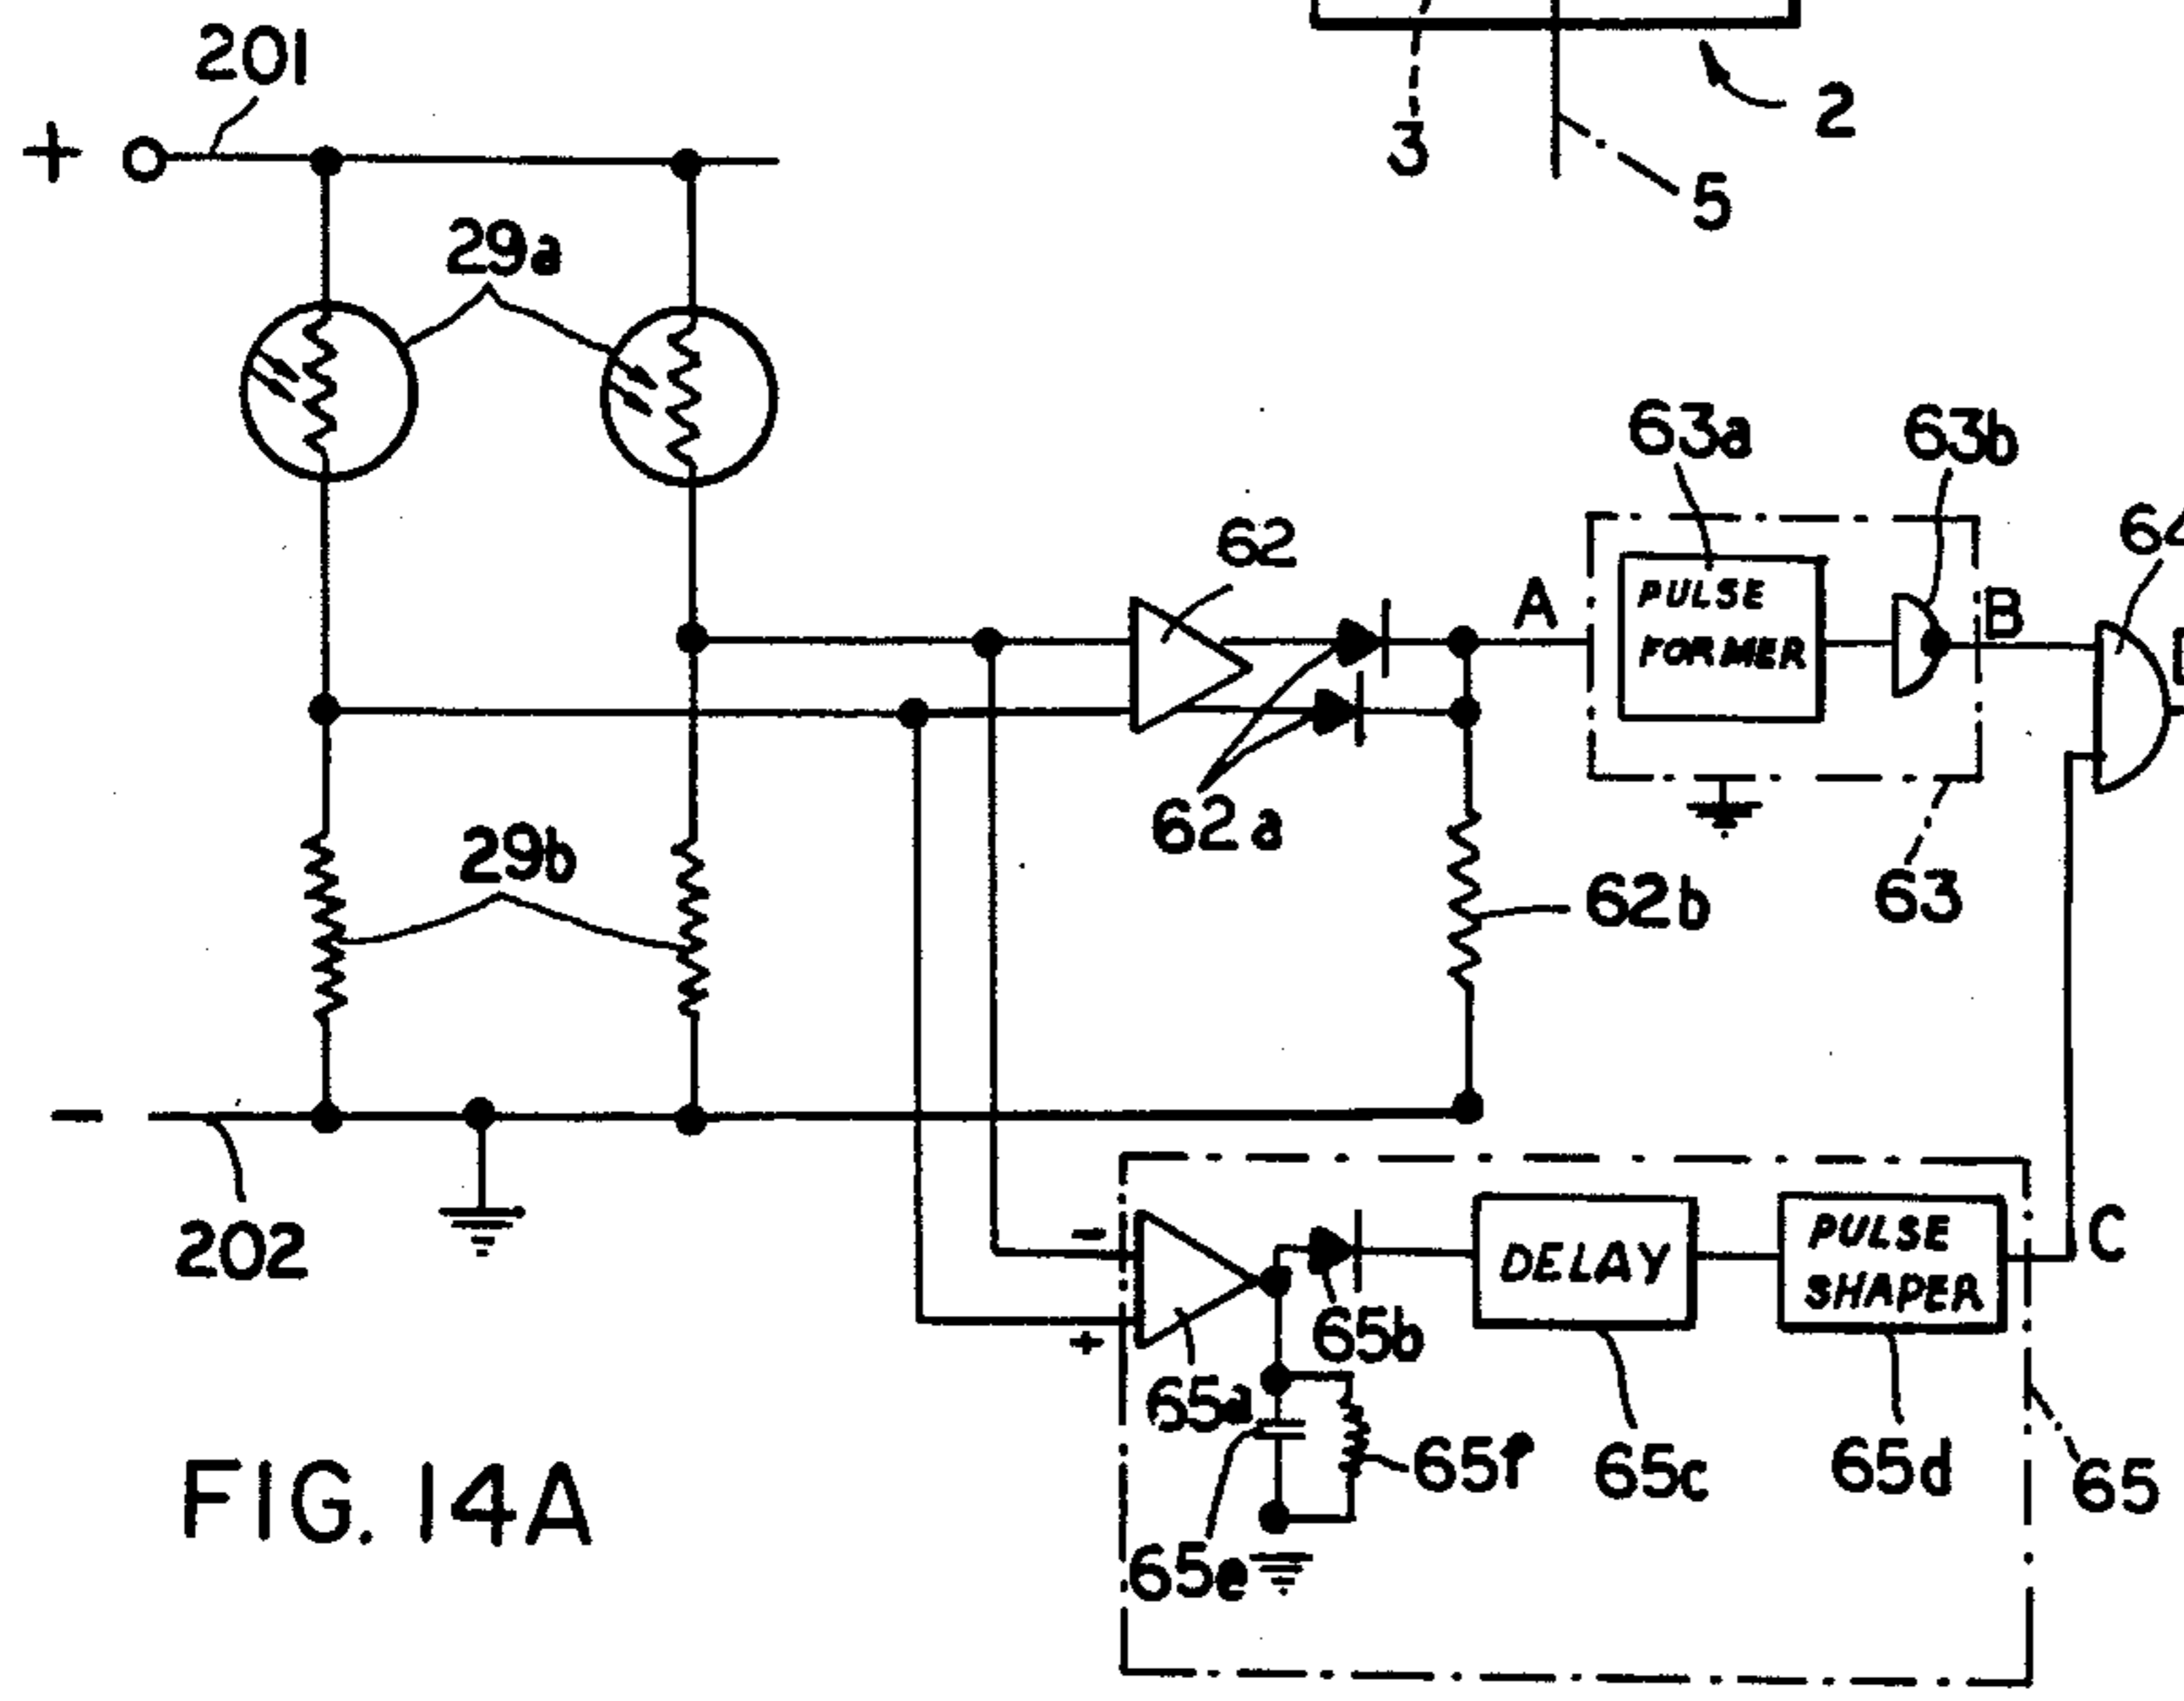 201
+
3
2
5
29a
62
A
63a
63b
B
PULSE
FORMER
62a
62b
63
29b
-
202
-
+
65a
65b
DELAY
PULSE
SHAPER
C
65e
65f
65c
65d
65
FIG. 14A